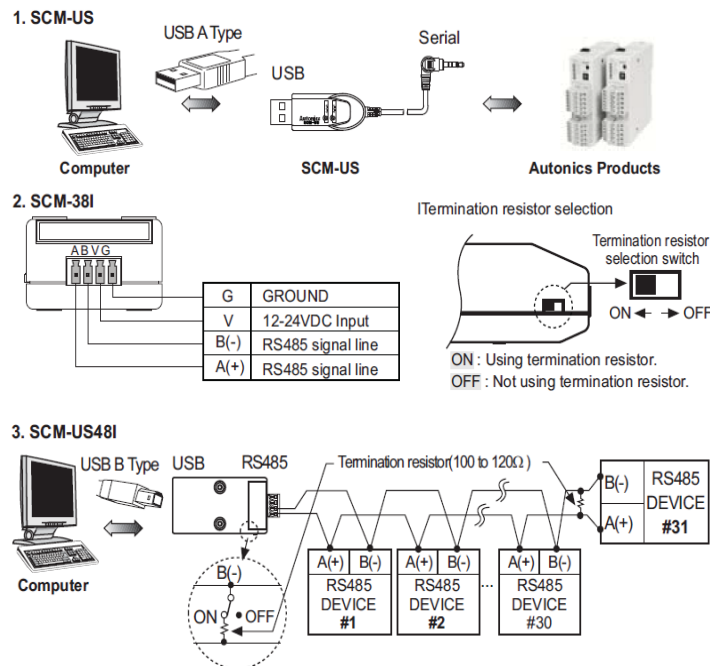 1. SCM-US
USB A Type
USB
Serial
Autonics
Computer
SCM-US
Autonics Products
2. SCM-38I
ABVG
G GROUND
V 12-24VDC Input
B(-) RS485 signal line
A(+) RS485 signal line
lTermination resistor selection
Termination resistor
selection switch
ON OFF
ON : Using termination resistor.
OFF : Not using termination resistor.
3. SCM-US48I
USB B Type USB RS485
Termination resistor(100 to 120Ω)
Computer
B(-)
ON OFF
A(+) B(-)
RS485
DEVICE
#1
A(+) B(-)
RS485
DEVICE
#2
...
A(+) B(-)
RS485
DEVICE
#30
B(-)
A(+)
RS485
DEVICE
#31